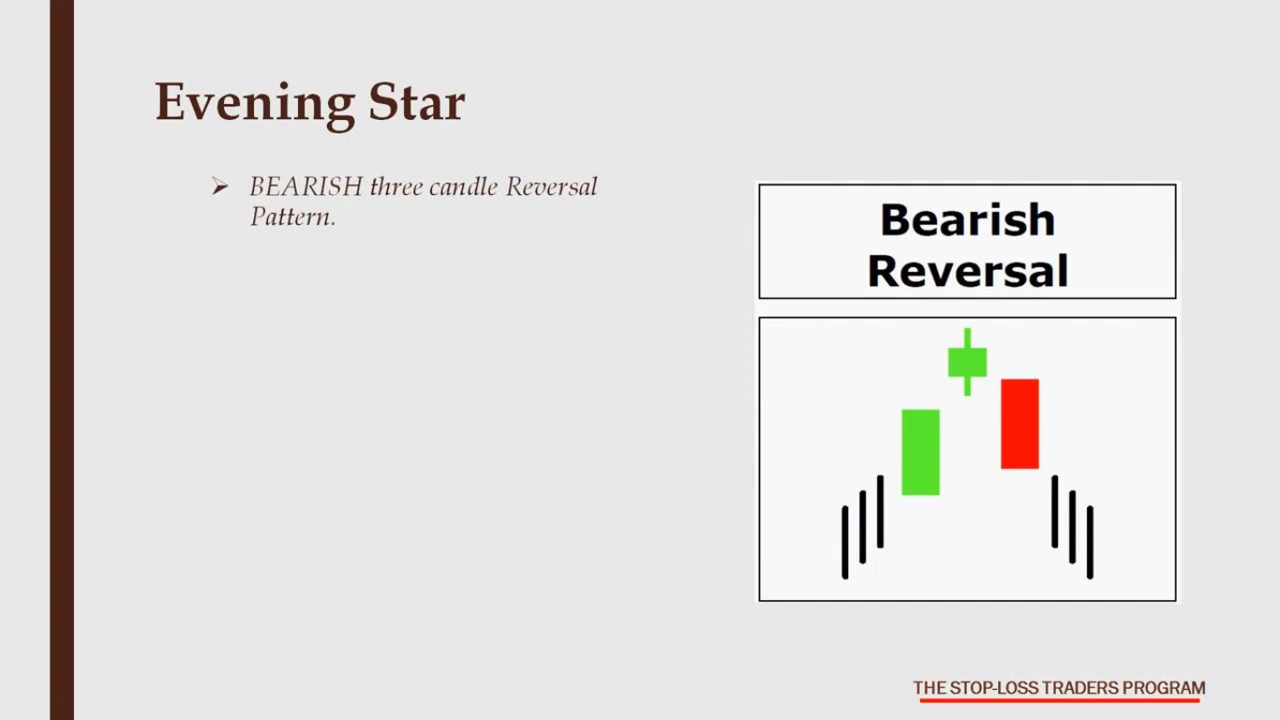 Evening Star
BEARISH three candle Reversal
Pattern.
Bearish
Reversal
THE STOP-LOSS TRADERS PROGRAM